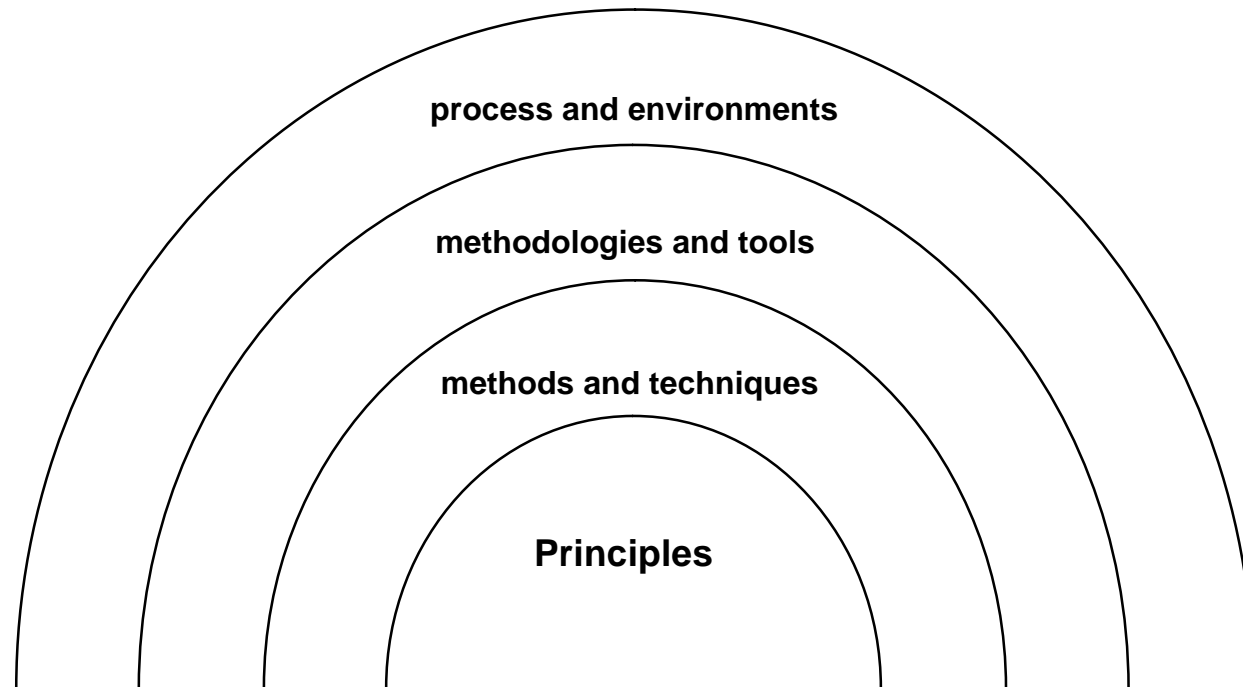 process and environments
methodologies and tools
methods and techniques
Principles